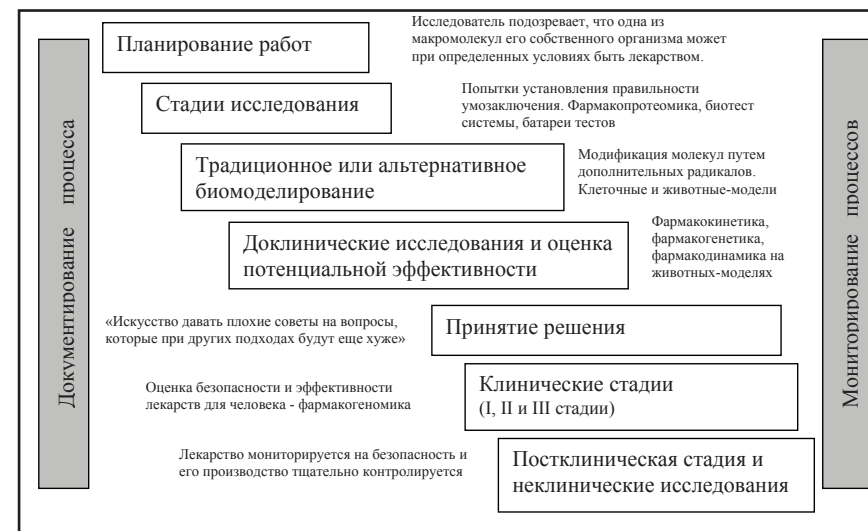 Документирование процесса
Планирование работ
Исследователь подозревает, что одна из
макромолекул его собственного организма может
при определенных условиях быть лекарством.
Стадии исследования
Попытки установления правильности
умозаключения. Фармакопротеомика, биотест
системы, батареи тестов
Традиционное или альтернативное
биомоделирование
Модификация молекул путем
дополнительных радикалов.
Клеточные и животные-модели
Доклинические исследования и оценка
потенциальной эффективности
Фармакокинетика,
фармакогенетика,
фармакодинамика на
животных-моделях
«Искусство давать плохие советы на вопросы,
которые при других подходах будут еще хуже»
Принятие решения
Оценка безопасности и эффективности
лекарств для человека - фармакогеномика
Клинические стадии
(I, II и III стадии)
Лекарство мониторируется на безопасность и
его производство тщательно контролируется
Постклиническая стадия и
неклинические исследования
Мониторирование процессов